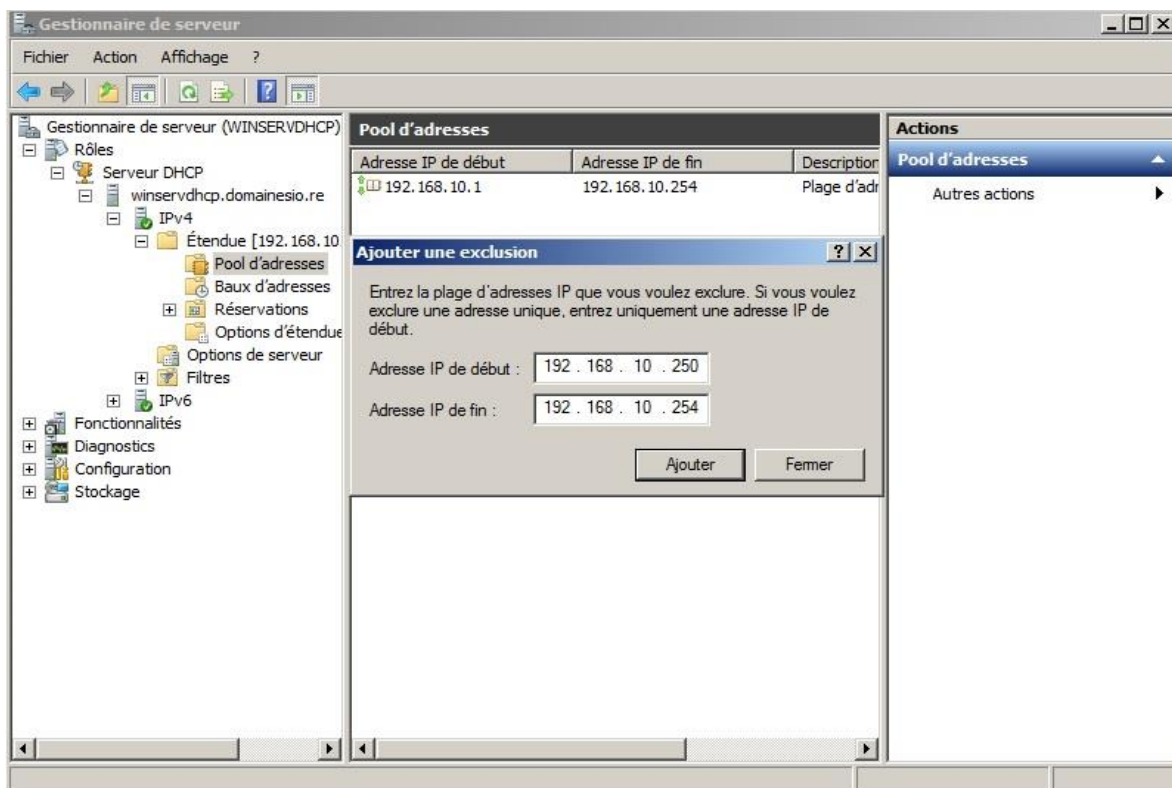 Gestionnaire de serveur
Fichier Action Affichage ?
Gestionnaire de serveur (WINSERVDHCP)
Rôles
Serveur DHCP
winservdhcp.domainesio.re
IPv4
Étendue [192.168.10
Pool d'adresses
Baux d'adresses
Réservations
Options d'étendue
Options de serveur
Filtres
IPv6
Fonctionnalités
Diagnostics
Configuration
Stockage
Pool d'adresses
Adresse IP de début Adresse IP de fin Description
192.168.10.1 192.168.10.254 Plage d'adr
Ajouter une exclusion
Entrez la plage d'adresses IP que vous voulez exclure. Si vous voulez
exclure une adresse unique, entrez uniquement une adresse IP de
début.
Adresse IP de début : 192 . 168 . 10 . 250
Adresse IP de fin : 192 . 168 . 10 . 254
Ajouter Fermer
Actions
Pool d'adresses
Autres actions